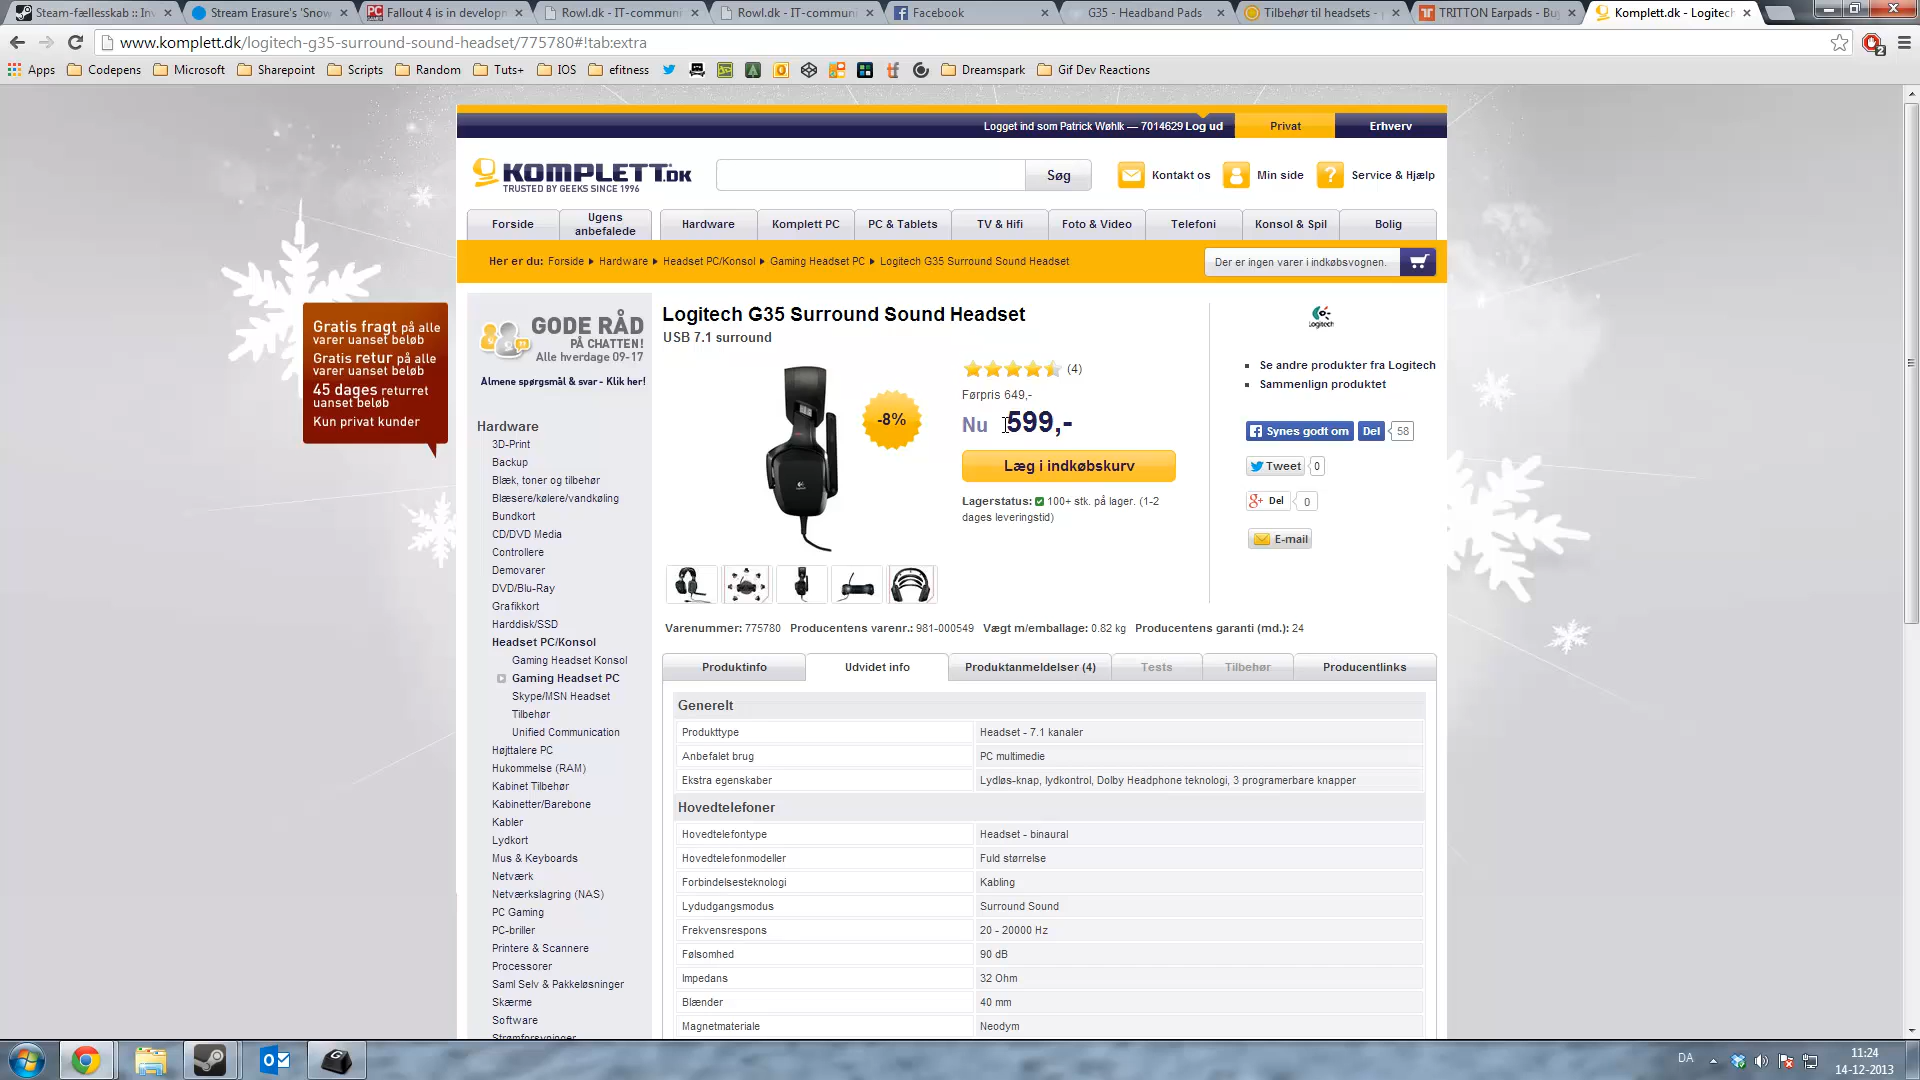 Steam-fællesskab :: Inv
Stream Erasure's 'Snow
Fallout 4 is in developm
Rowl.dk - IT-communi
Rowl.dk - IT-communi
Facebook
G35 - Headband Pads
Tilbehør til headsets -
TRITTON Earpads - Bu
Komplett.dk - Logitech
www.komplett.dk/logitech-g35-surround-sound-headset/775780#!tab:extra
2
Apps Codepens Microsoft Sharepoint Scripts Random Tuts+ IOS efitness Dreamspark Gif Dev Reactions
Logget ind som Patrick Wøhlk — 7014629 Log ud Privat Erhverv
KOMPLETT.DK
TRUSTED BY GEEKS SINCE 1996
Søg Kontakt os Min side ? Service & Hjælp
Forside Ugens anbefalede Hardware Komplett PC PC & Tablets TV & Hifi Foto & Video Telefoni Konsol & Spil Bolig
Her er du: Forside Hardware Headset PC/Konsol Gaming Headset PC Logitech G35 Surround Sound Headset
Der er ingen varer i indkøbsvognen.
Gratis fragt på alle
varer uanset beløb
Gratis retur på alle
varer uanset beløb
45 dages returret
uanset beløb
Kun privat kunder
GODE RÅD
PÅ CHATTEN!
Alle hverdage 09-17
Almene spørgsmål & svar - Klik her!
Hardware
3D-Print
Backup
Blæk, toner og tilbehør
Blæsere/kølere/vandkøling
Bundkort
CD/DVD Media
Controllere
Demovarer
DVD/Blu-Ray
Grafikkort
Harddisk/SSD
Headset PC/Konsol
Gaming Headset Konsol
Gaming Headset PC
Skype/MSN Headset
Tilbehør
Unified Communication
Højttalere PC
Hukommelse (RAM)
Kabinet Tilbehør
Kabinetter/Barebone
Kabler
Lydkort
Mus & Keyboards
Netværk
Netværkslagring (NAS)
PC Gaming
PC-briller
Printere & Scannere
Processorer
Saml Selv & Pakkeløsninger
Skærme
Software
Strømforsyninger
Logitech G35 Surround Sound Headset
USB 7.1 surround
-8%
(4)
Førpris 649,-
Nu 599,-
Læg i indkøbskurv
Lagerstatus: 100+ stk. på lager. (1-2
dages leveringstid)
Logitech
Se andre produkter fra Logitech
Sammenlign produktet
Synes godt om Del 58
Tweet 0
g+ Del 0
E-mail
Varenummer: 775780 Producentens varenr.: 981-000549 Vægt m/emballage: 0.82 kg Producentens garanti (md.): 24
Produktinfo Udvidet info Produktanmeldelser (4) Tests Tilbehør Producentlinks
Generelt
Produkttype Headset - 7.1 kanaler
Anbefalet brug PC multimedie
Ekstra egenskaber Lydløs-knap, lydkontrol, Dolby Headphone teknologi, 3 programerbare knapper
Hovedtelefoner
Hovedtelefontype Headset - binaural
Hovedtelefonmodeller Fuld størrelse
Forbindelsesteknologi Kabling
Lydudgangsmodus Surround Sound
Frekvensrespons 20 - 20000 Hz
Følsomhed 90 dB
Impedans 32 Ohm
Blænder 40 mm
Magnetmateriale Neodym
DA
11:24
14-12-2013